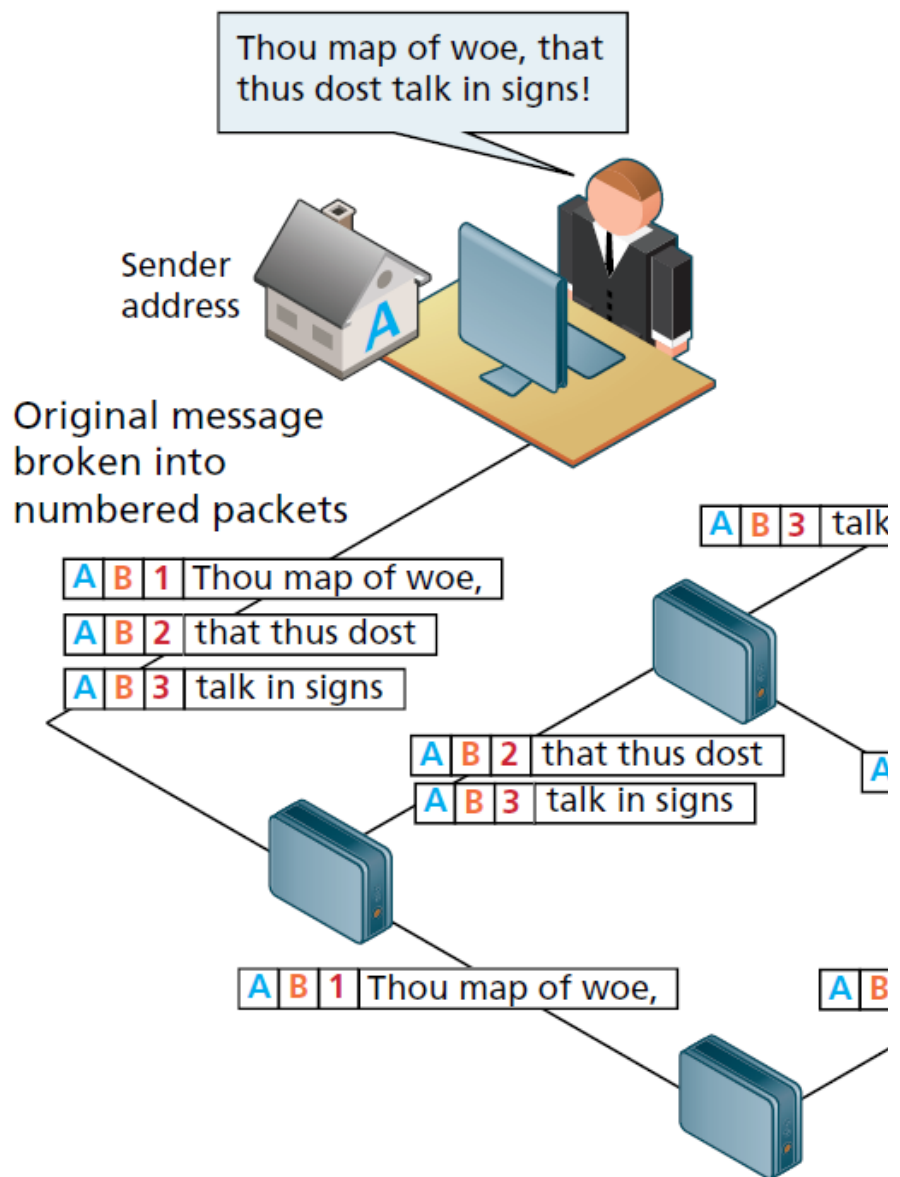 Thou map of woe, that
thus dost talk in signs!
Sender
address
A
Original message
broken into
numbered packets
A B 3 talk
A B 1 Thou map of woe,
A B 2 that thus dost
A B 3 talk in signs
A B 2 that thus dost
A B 3 talk in signs
A
A B 1 Thou map of woe,
A B